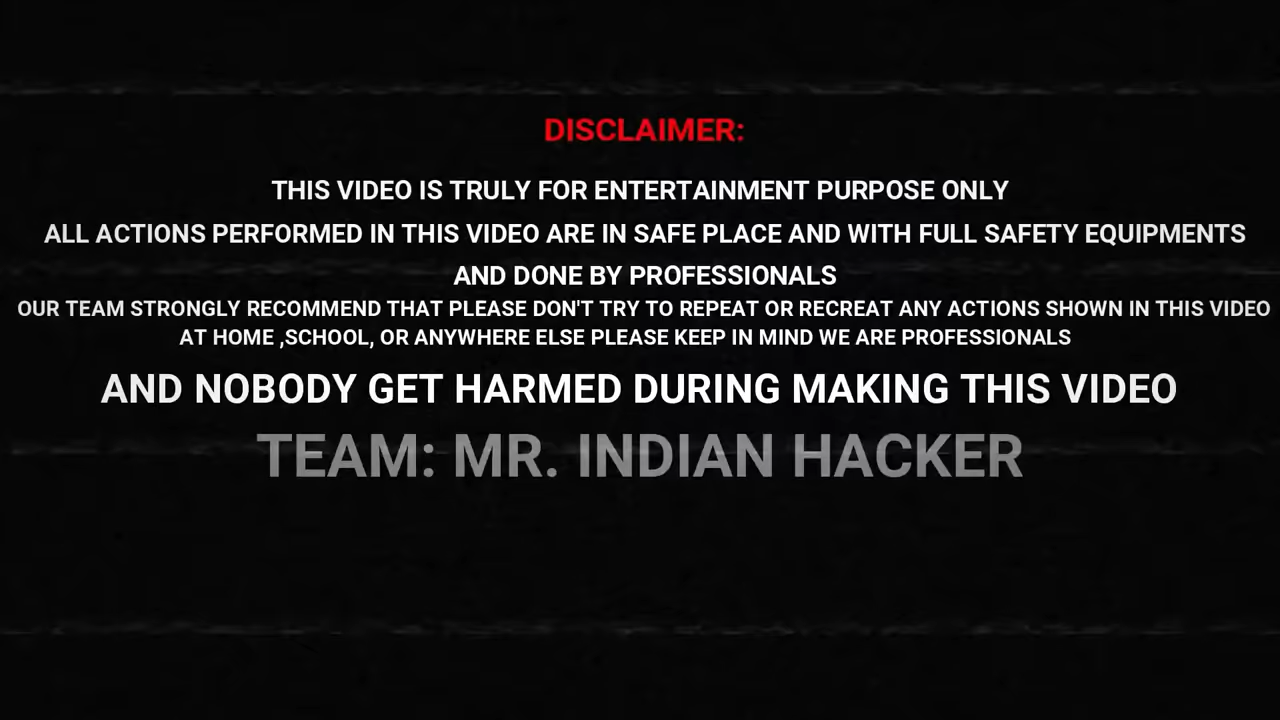 DISCLAIMER:
THIS VIDEO IS TRULY FOR ENTERTAINMENT PURPOSE ONLY
ALL ACTIONS PERFORMED IN THIS VIDEO ARE IN SAFE PLACE AND WITH FULL SAFETY EQUIPMENTS
AND DONE BY PROFESSIONALS
OUR TEAM STRONGLY RECOMMEND THAT PLEASE DON'T TRY TO REPEAT OR RECREAT ANY ACTIONS SHOWN IN THIS VIDEO
AT HOME ,SCHOOL, OR ANYWHERE ELSE PLEASE KEEP IN MIND WE ARE PROFESSIONALS
AND NOBODY GET HARMED DURING MAKING THIS VIDEO
TEAM: MR. INDIAN HACKER